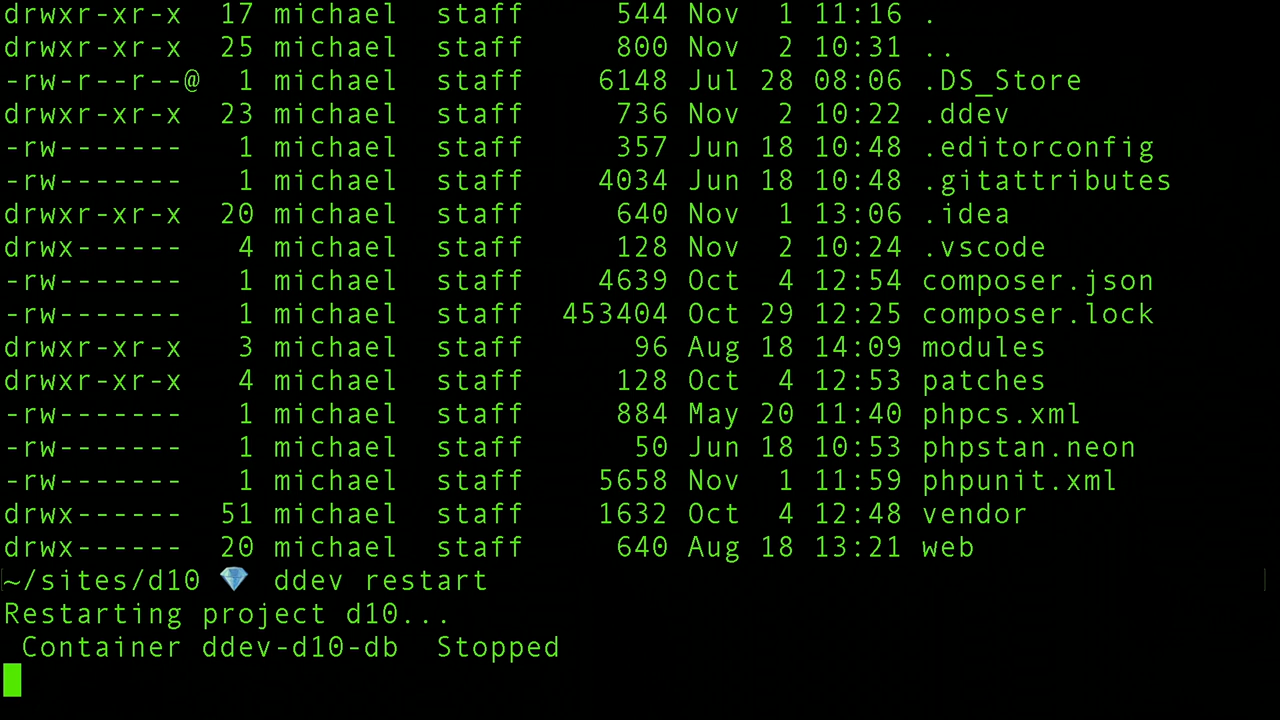 drwxr-xr-x  17 michael  staff     544 Nov  1 11:16 .
drwxr-xr-x  25 michael  staff     800 Nov  2 10:31 ..
-rw-r--r--@  1 michael  staff    6148 Jul 28 08:06 .DS_Store
drwxr-xr-x  23 michael  staff     736 Nov  2 10:22 .ddev
-rw-------   1 michael  staff     357 Jun 18 10:48 .editorconfig
-rw-------   1 michael  staff    4034 Jun 18 10:48 .gitattributes
drwxr-xr-x  20 michael  staff     640 Nov  1 13:06 .idea
drwx------   4 michael  staff     128 Nov  2 10:24 .vscode
-rw-------   1 michael  staff    4639 Oct  4 12:54 composer.json
-rw-------   1 michael  staff  453404 Oct 29 12:25 composer.lock
drwxr-xr-x   3 michael  staff      96 Aug 18 14:09 modules
drwxr-xr-x   4 michael  staff     128 Oct  4 12:53 patches
-rw-------   1 michael  staff     884 May 20 11:40 phpcs.xml
-rw-------   1 michael  staff      50 Jun 18 10:53 phpstan.neon
-rw-------   1 michael  staff    5658 Nov  1 11:59 phpunit.xml
drwx------  51 michael  staff    1632 Oct  4 12:48 vendor
drwx------  20 michael  staff     640 Aug 18 13:21 web
~/sites/d10 💎 ddev restart
Restarting project d10...
 Container ddev-d10-db  Stopped